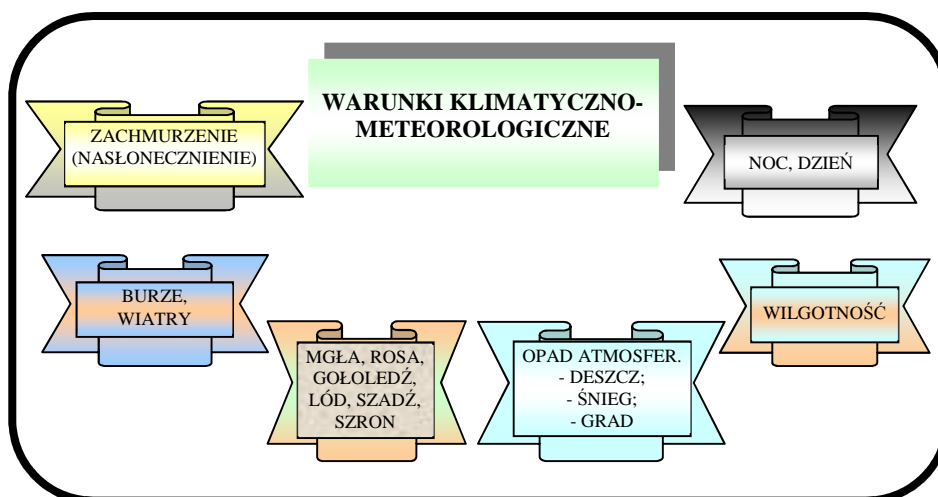 WARUNKI KLIMATYCZNO-
METEOROLOGICZNE
ZACHMURZENIE
(NASŁONECZNIENIE)
NOC, DZIEŃ
BURZE,
WIATRY
MGŁA, ROSA,
GOŁOLEDŹ,
LÓD, SZADŹ,
SZRON
OPAD ATMOSFER.
- DESZCZ;
- ŚNIEG;
- GRAD
WILGOTNOŚĆ